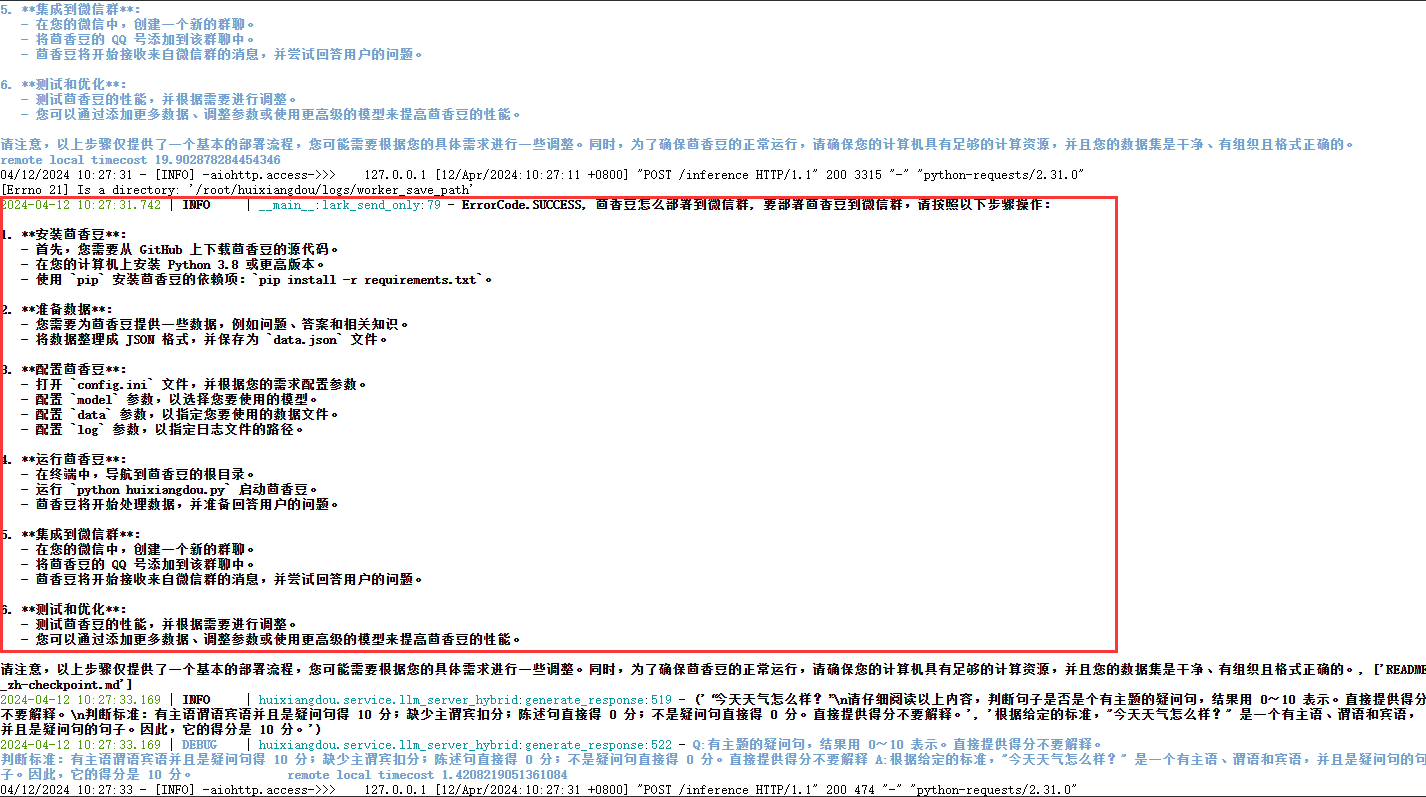 5. **集成到微信群**:
- 在您的微信中，创建一个新的群聊。
- 将茴香豆的 QQ 号添加到该群聊中。
- 茴香豆将开始接收来自微信群的消息，并尝试回答用户的问题。
6. **测试和优化**:
- 测试茴香豆的性能，并根据需要进行调整。
- 您可以通过添加更多数据、调整参数或使用更高级的模型来提高茴香豆的性能。
请注意，以上步骤仅提供了一个基本的部署流程，您可能需要根据您的具体需求进行一些调整。同时，为了确保茴香豆的正常运行，请确保您的计算机具有足够的计算资源，并且您的数据集是干净、有组织且格式正确的。
remote local timecost 19.902878284454346
04/12/2024 10:27:31 - [INFO] -aiohttp.access->>> 127.0.0.1 [12/Apr/2024:10:27:11 +0800] "POST /inference HTTP/1.1" 200 3315 "-" "python-requests/2.31.0"
[Errno 21] Is a directory: '/root/huixiangdou/logs/worker_save_path'
2024-04-12 10:27:31.742 | INFO | __main__:lark_send_only:79 - ErrorCode.SUCCESS, 茴香豆怎么部署到微信群, 要部署茴香豆到微信群，请按照以下步骤操作：
1. **安装茴香豆**:
- 首先，您需要从 GitHub 上下载茴香豆的源代码。
- 在您的计算机上安装 Python 3.8 或更高版本。
- 使用 `pip` 安装茴香豆的依赖项：`pip install -r requirements.txt`。
2. **准备数据**:
- 您需要为茴香豆提供一些数据，例如问题、答案和相关知识。
- 将数据整理成 JSON 格式，并保存为 `data.json` 文件。
3. **配置茴香豆**:
- 打开 `config.ini` 文件，并根据您的需求配置参数。
- 配置 `model` 参数，以选择您要使用的模型。
- 配置 `data` 参数，以指定您要使用的数据文件。
- 配置 `log` 参数，以指定日志文件的路径。
4. **运行茴香豆**:
- 在终端中，导航到茴香豆的根目录。
- 运行 `python huixiangdou.py` 启动茴香豆。
- 茴香豆将开始处理数据，并准备回答用户的问题。
5. **集成到微信群**:
- 在您的微信中，创建一个新的群聊。
- 将茴香豆的 QQ 号添加到该群聊中。
- 茴香豆将开始接收来自微信群的消息，并尝试回答用户的问题。
6. **测试和优化**:
- 测试茴香豆的性能，并根据需要进行调整。
- 您可以通过添加更多数据、调整参数或使用更高级的模型来提高茴香豆的性能。
请注意，以上步骤仅提供了一个基本的部署流程，您可能需要根据您的具体需求进行一些调整。同时，为了确保茴香豆的正常运行，请确保您的计算机具有足够的计算资源，并且您的数据集是干净、有组织且格式正确的。, ['README
_zh-checkpoint.md']
2024-04-12 10:27:33.169 | INFO | huixiangdou.service.llm_server_hybrid:generate_response:519 - ('“今天天气怎么样？”\n请仔细阅读以上内容，判断句子是否是个有主题的疑问句，结果用 0～10 表示。直接提供得分
不要解释。\n判断标准：有主语谓语宾语并且是疑问句得 10 分；缺少主谓宾扣分；陈述句直接得 0 分；不是疑问句直接得 0 分。直接提供得分不要解释。', '根据给定的标准，"今天天气怎么样？" 是一个有主语、谓语和宾语，
并且是疑问句的句子。因此，它的得分是 10 分。')
2024-04-12 10:27:33.169 | DEBUG | huixiangdou.service.llm_server_hybrid:generate_response:522 - Q:有主题的疑问句，结果用 0～10 表示。直接提供得分不要解释。
判断标准：有主语谓语宾语并且是疑问句得 10 分；缺少主谓宾扣分；陈述句直接得 0 分；不是疑问句直接得 0 分。直接提供得分不要解释 A:根据给定的标准，"今天天气怎么样？" 是一个有主语、谓语和宾语，并且是疑问句的句
子。因此，它的得分是 10 分。 remote local timecost 1.4208219051361084
04/12/2024 10:27:33 - [INFO] -aiohttp.access->>> 127.0.0.1 [12/Apr/2024:10:27:31 +0800] "POST /inference HTTP/1.1" 200 474 "-" "python-requests/2.31.0"